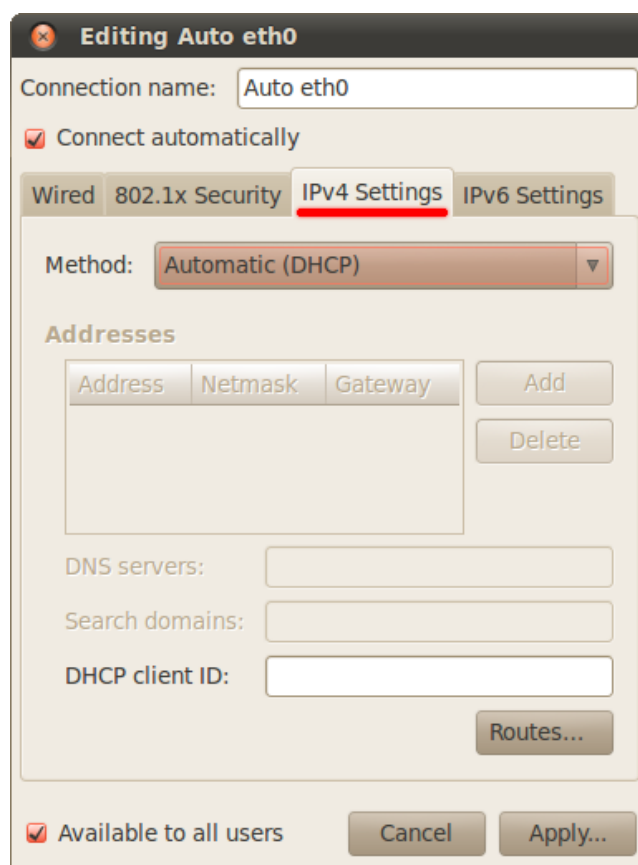 Editing Auto eth0
Connection name: Auto eth0
Connect automatically
Wired 802.1x Security IPv4 Settings IPv6 Settings
Method: Automatic (DHCP)
Addresses
Address Netmask Gateway Add
Delete
DNS servers:
Search domains:
DHCP client ID:
Routes...
Available to all users Cancel Apply...